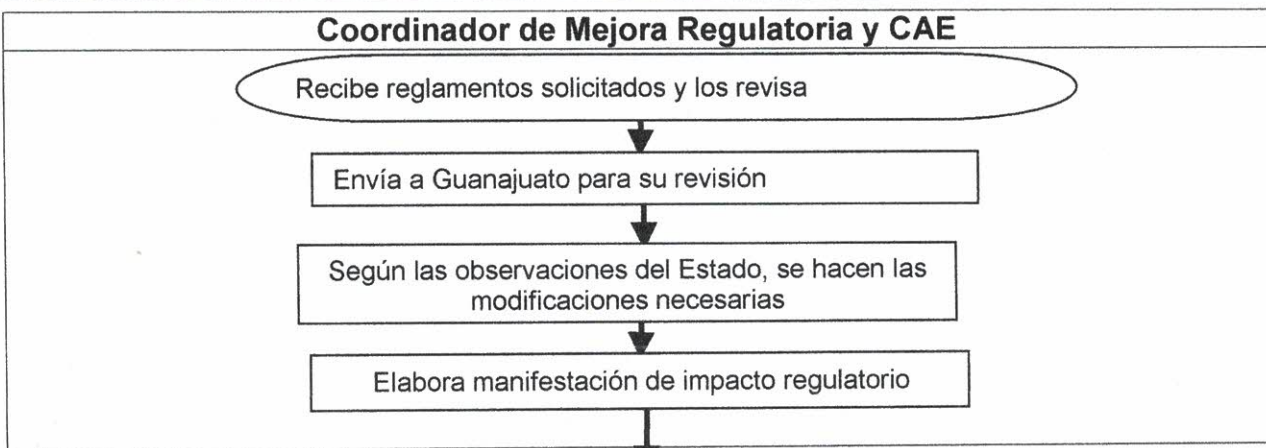 Coordinador de Mejora Regulatoria y CAE
Recibe reglamentos solicitados y los revisa
Envía a Guanajuato para su revisión
Según las observaciones del Estado, se hacen las
modificaciones necesarias
Elabora manifestación de impacto regulatorio